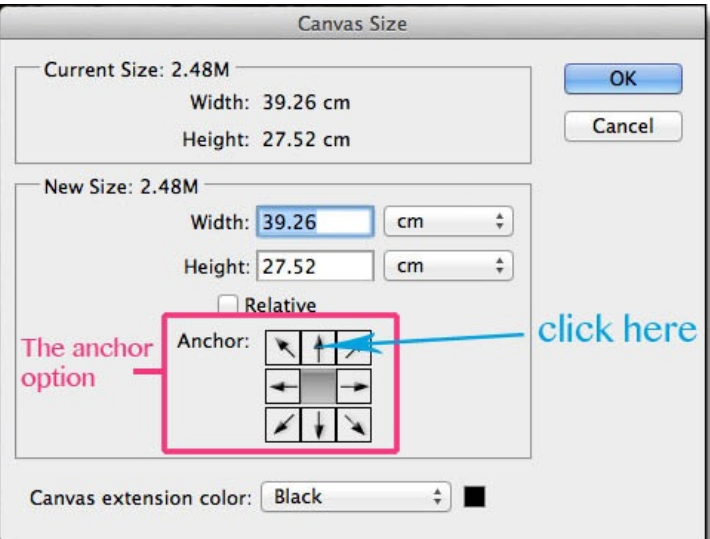 Canvas Size
Current Size: 2.48M
Width: 39.26 cm
Height: 27.52 cm
OK
Cancel
New Size: 2.48M
Width: 39.26 cm
Height: 27.52 cm
Relative
Anchor:
The anchor
option
click here
Canvas extension color: Black